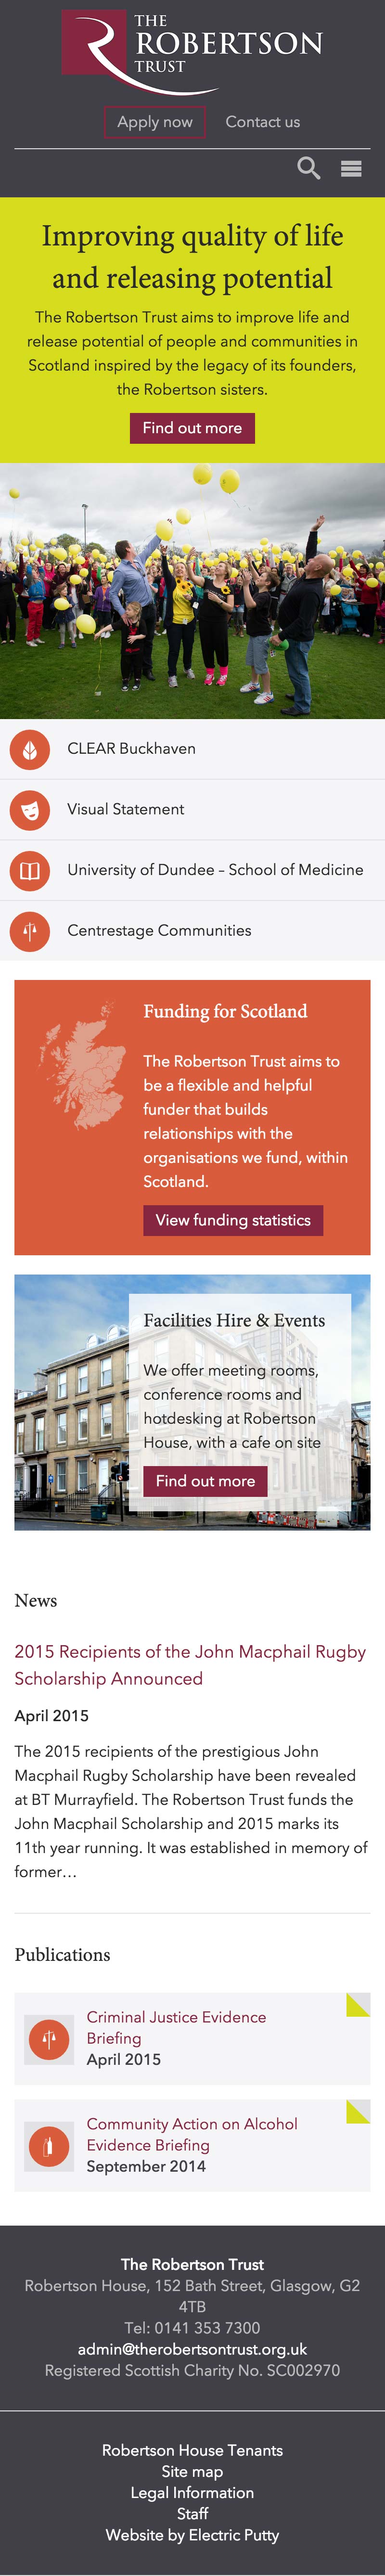 THE
ROBERTSON
TRUST
Apply now Contact us
Improving quality of life
and releasing potential
The Robertson Trust aims to improve life and
release potential of people and communities in
Scotland inspired by the legacy of its founders,
the Robertson sisters.
Find out more
CLEAR Buckhaven
Visual Statement
University of Dundee – School of Medicine
Centrestage Communities
Funding for Scotland
The Robertson Trust aims to
be a flexible and helpful
funder that builds
relationships with the
organisations we fund, within
Scotland.
View funding statistics
Facilities Hire & Events
We offer meeting rooms,
conference rooms and
hotdesking at Robertson
House, with a cafe on site
Find out more
News
2015 Recipients of the John Macphail Rugby
Scholarship Announced
April 2015
The 2015 recipients of the prestigious John
Macphail Rugby Scholarship have been revealed
at BT Murrayfield. The Robertson Trust funds the
John Macphail Scholarship and 2015 marks its
11th year running. It was established in memory of
former…
Publications
Criminal Justice Evidence
Briefing
April 2015
Community Action on Alcohol
Evidence Briefing
September 2014
The Robertson Trust
Robertson House, 152 Bath Street, Glasgow, G2
4TB
Tel: 0141 353 7300
admin@therobertsontrust.org.uk
Registered Scottish Charity No. SC002970
Robertson House Tenants
Site map
Legal Information
Staff
Website by Electric Putty